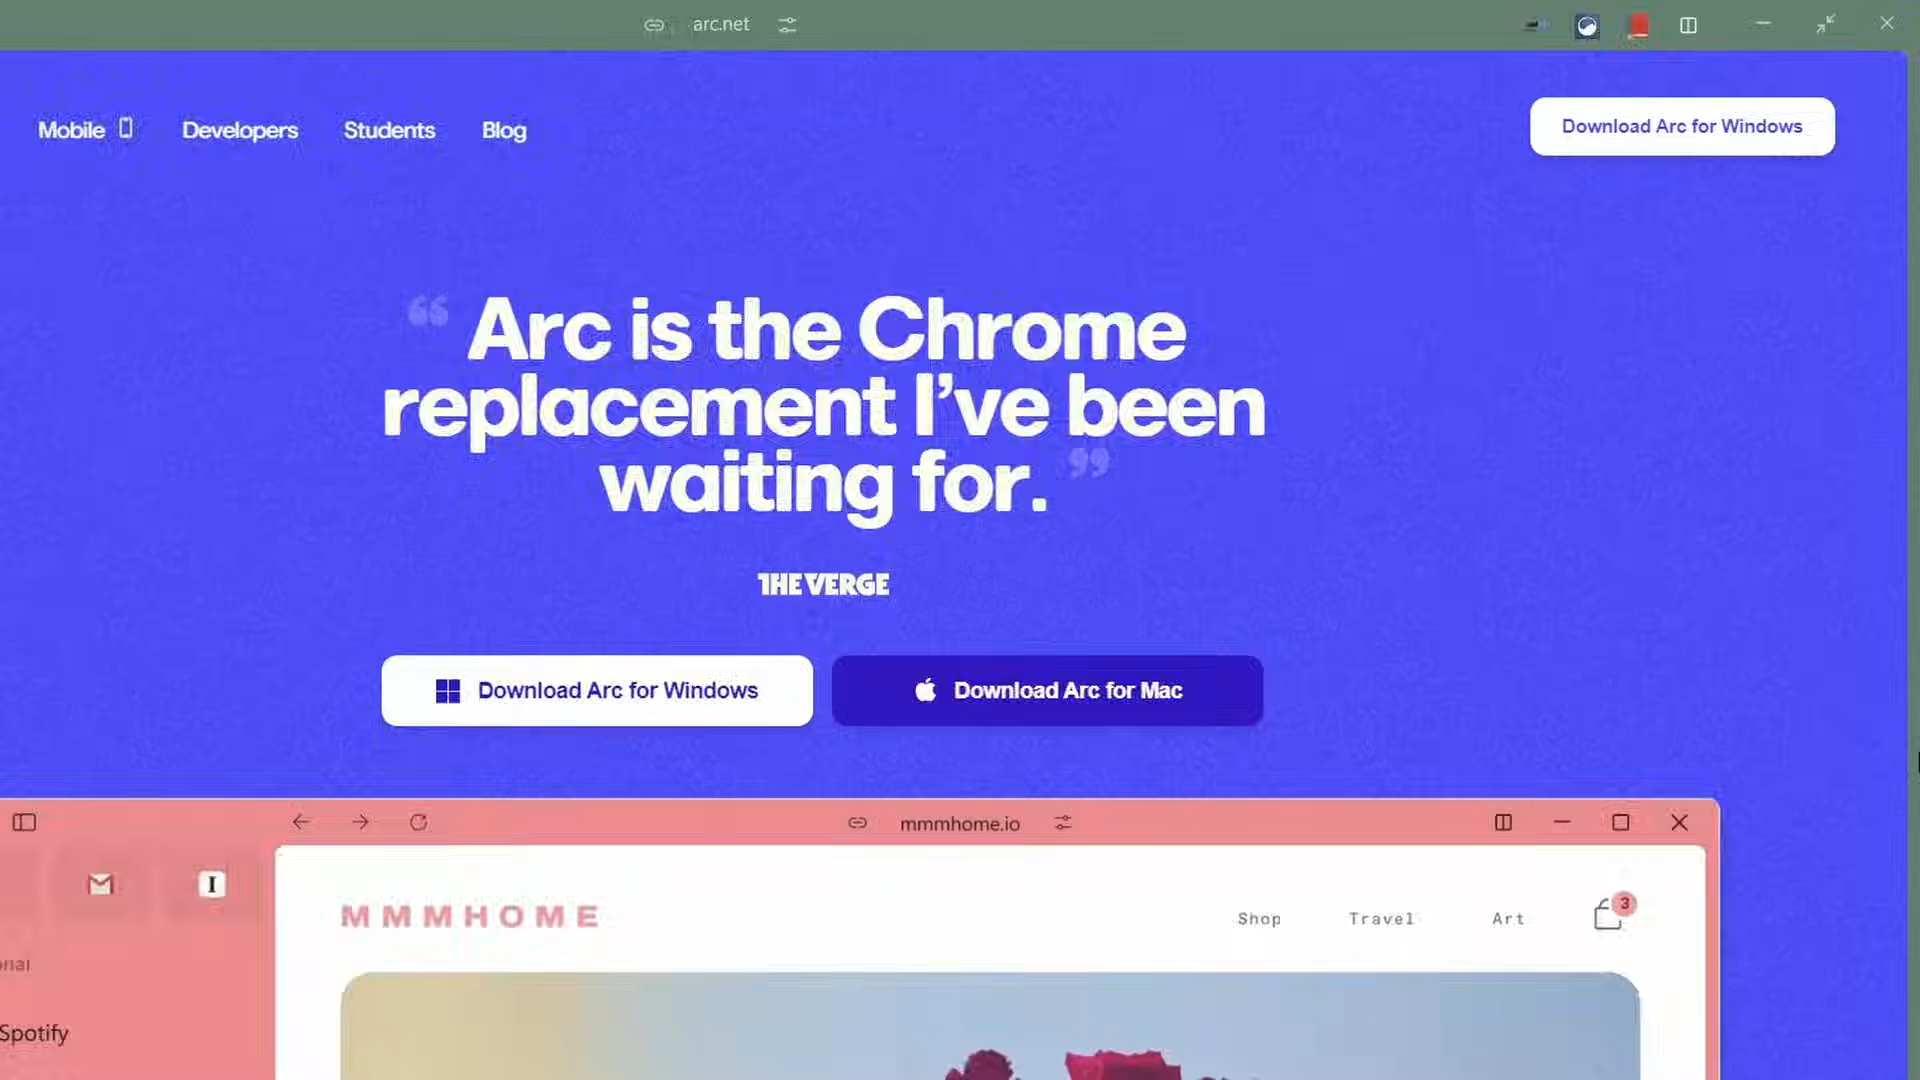 arc.net
Mobile
Developers
Students
Blog
Download Arc for Windows
“ Arc is the Chrome
replacement I’ve been
waiting for. ”
THE VERGE
Download Arc for Windows
Download Arc for Mac
mmmhome.io
I
MMMHOME
Shop
Travel
Art
3
Spotify